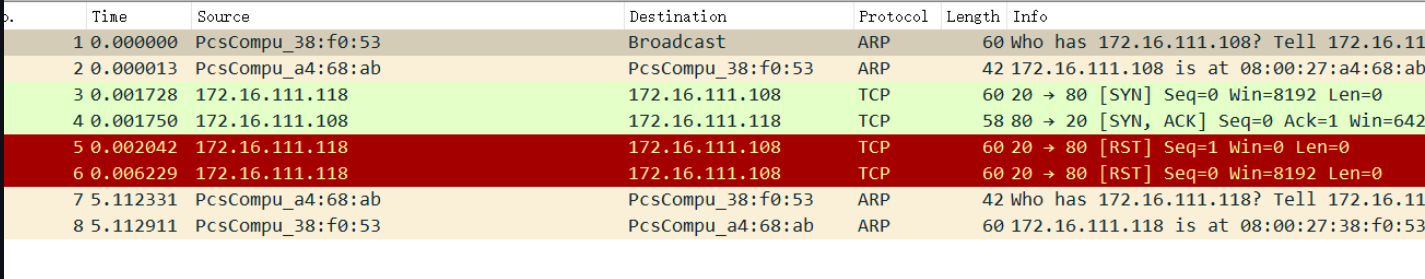 o. Time Source Destination Protocol Length Info
1 0.000000 PcsCompu_38:f0:53 Broadcast ARP 60 Who has 172.16.111.108? Tell 172.16.11
2 0.000013 PcsCompu_a4:68:ab PcsCompu_38:f0:53 ARP 42 172.16.111.108 is at 08:00:27:a4:68:ab
3 0.001728 172.16.111.118 172.16.111.108 TCP 60 20 → 80 [SYN] Seq=0 Win=8192 Len=0
4 0.001750 172.16.111.108 172.16.111.118 TCP 58 80 → 20 [SYN, ACK] Seq=0 Ack=1 Win=642
5 0.002042 172.16.111.118 172.16.111.108 TCP 60 20 → 80 [RST] Seq=1 Win=0 Len=0
6 0.006229 172.16.111.118 172.16.111.108 TCP 60 20 → 80 [RST] Seq=0 Win=8192 Len=0
7 5.112331 PcsCompu_a4:68:ab PcsCompu_38:f0:53 ARP 42 Who has 172.16.111.118? Tell 172.16.11
8 5.112911 PcsCompu_38:f0:53 PcsCompu_a4:68:ab ARP 60 172.16.111.118 is at 08:00:27:38:f0:53